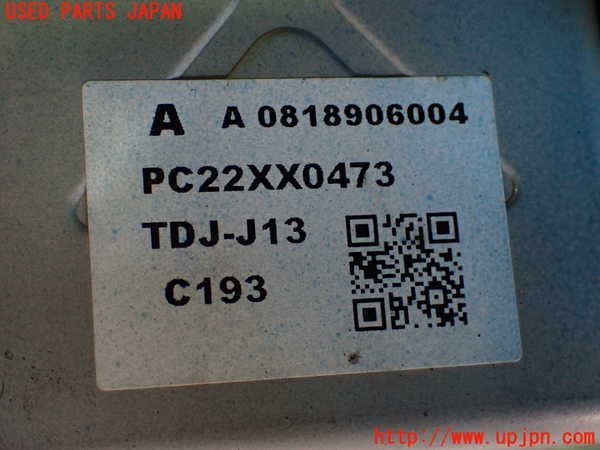 USED PARTS JAPAN
A A 0818906004
PC22XX0473
TDJ-J13
C193
http://www.upjpn.com/